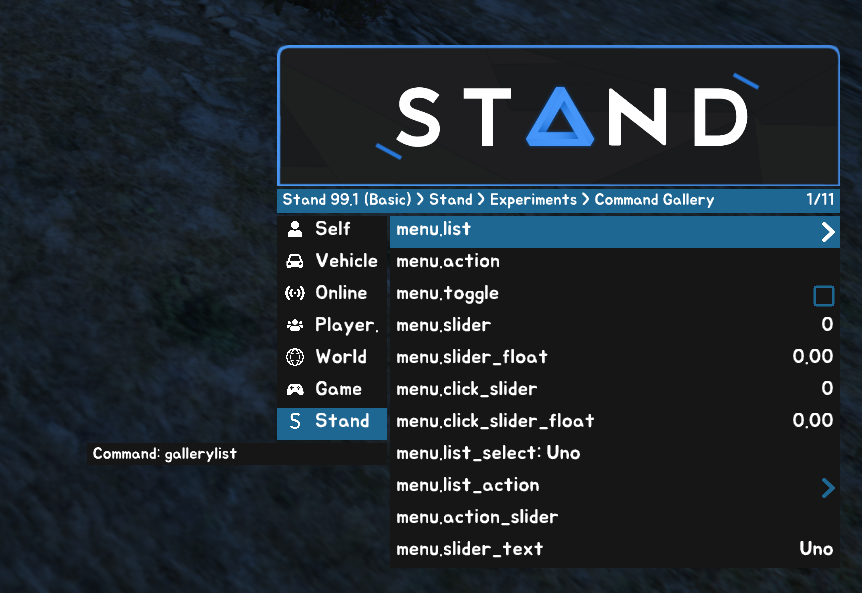 STAND
Stand 99.1 (Basic) > Stand > Experiments > Command Gallery 1/11
Self
Vehicle
Online
Player.
World
Game
Stand
menu.list
menu.action
menu.toggle
menu.slider 0
menu.slider_float 0.00
menu.click_slider 0
menu.click_slider_float 0.00
menu.list_select: Uno
menu.list_action
menu.action_slider
menu.slider_text Uno
Command: gallerylist